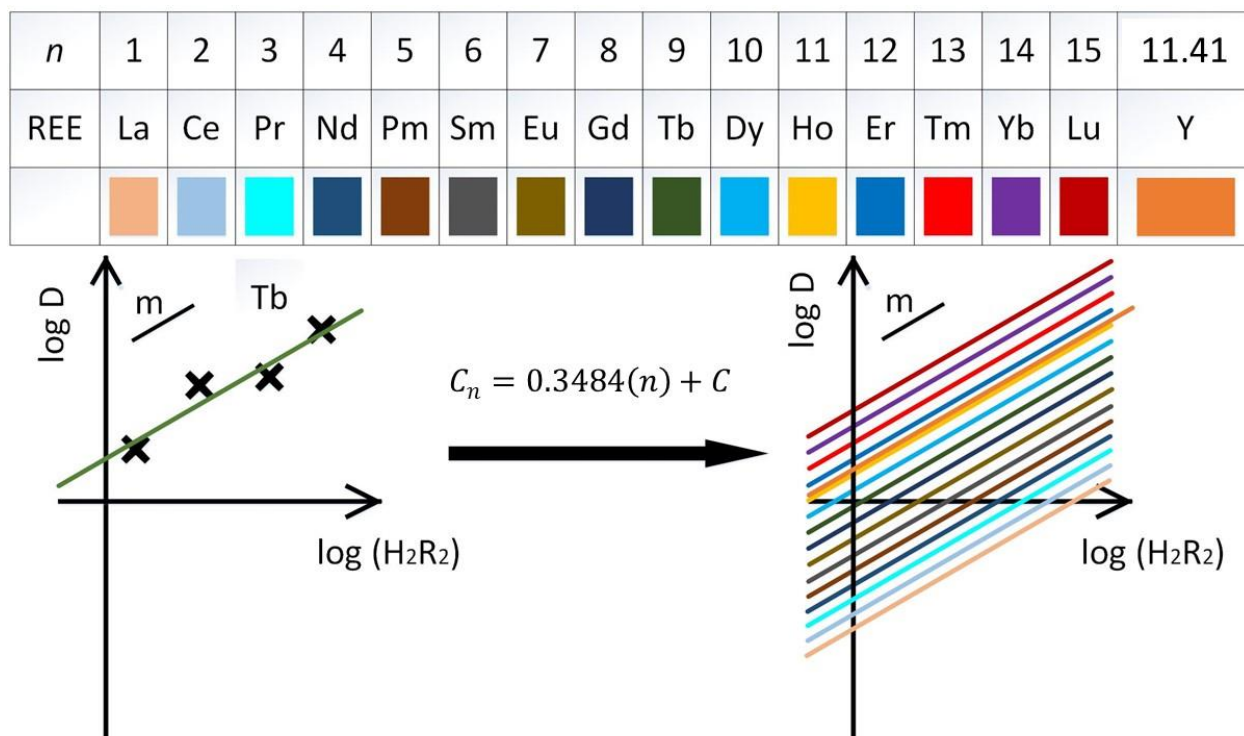 n 1 2 3 4 5 6 7 8 9 10 11 12 13 14 15 11.41
REE La Ce Pr Nd Pm Sm Eu Gd Tb Dy Ho Er Tm Yb Lu Y
log D
m
Tb
log (H₂R₂)
Cₙ = 0.3484(n) + C
log D
m
log (H₂R₂)